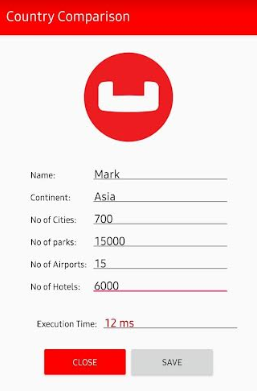 Country Comparison
Name: Mark
Continent: Asia
No of Cities: 700
No of parks: 15000
No of Airports: 15
No of Hotels: 6000
Execution Time: 12 ms
CLOSE SAVE